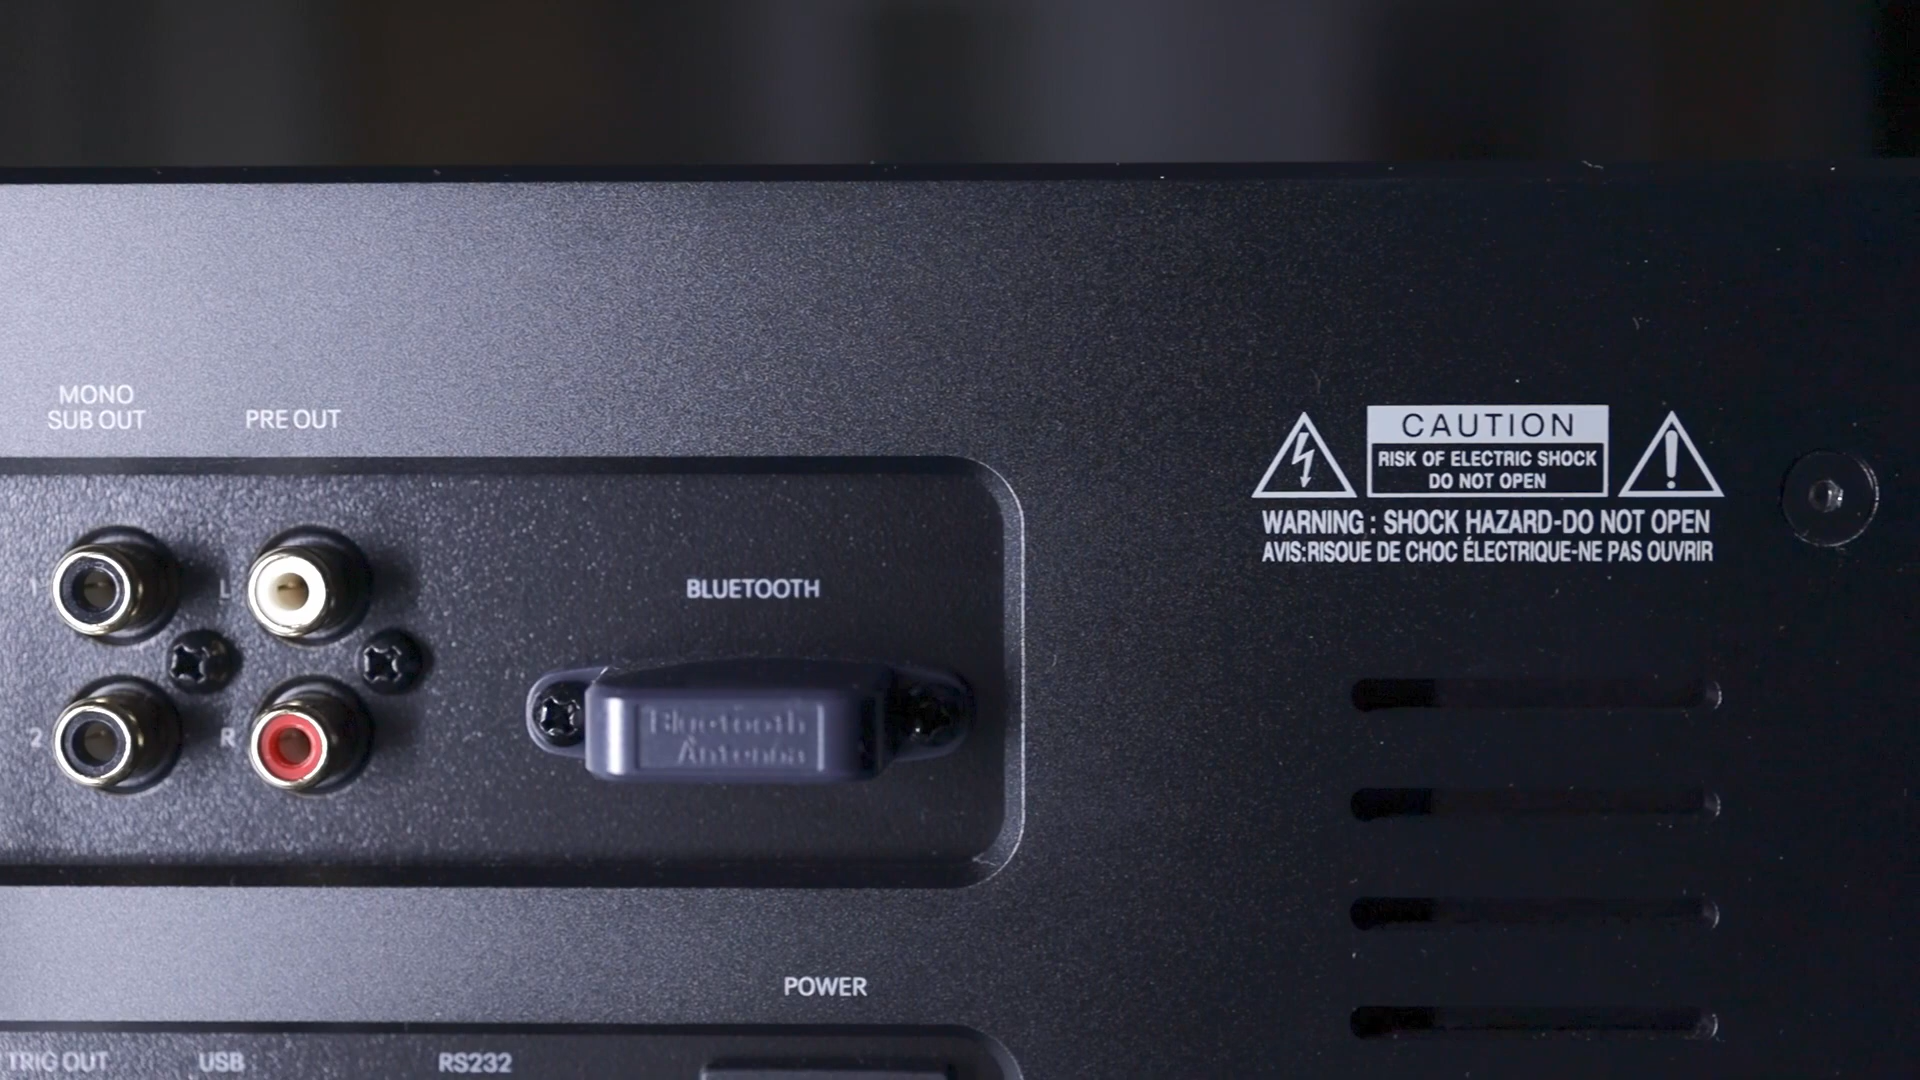 MONO
SUB OUT
PRE OUT
CAUTION
RISK OF ELECTRIC SHOCK
DO NOT OPEN
WARNING : SHOCK HAZARD-DO NOT OPEN
AVIS:RISOUE DE CHOC ÉLECTRIQUE-NE PAS OUVRIR
1
L
BLUETOOTH
2
R
Bluetooth
Antenna
POWER
TRIG OUT
USB
RS232